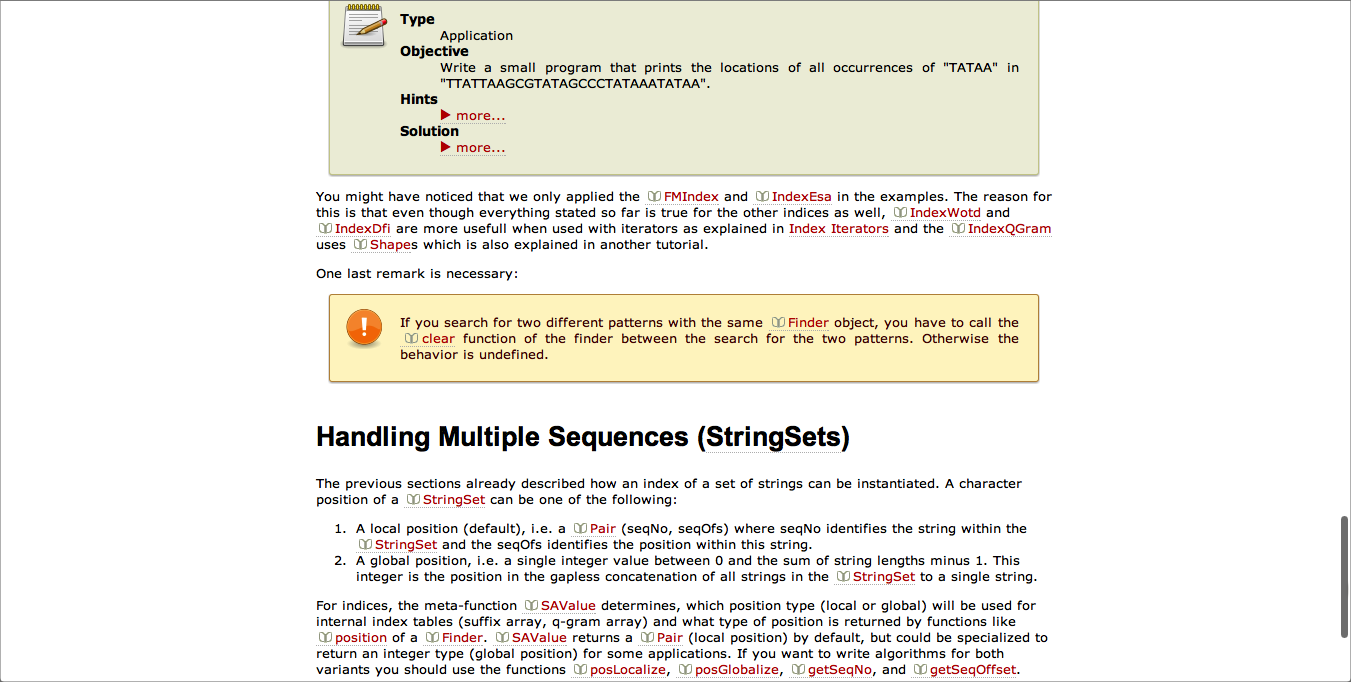 Type
Application
Objective
Write a small program that prints the locations of all occurrences of "TATAA" in
"TTATTAAGCGTATAGCCCTATAAATATAA".
Hints
▶ more...
Solution
▶ more...
You might have noticed that we only applied the FMIndex and IndexEsa in the examples. The reason for
this is that even though everything stated so far is true for the other indices as well, IndexWotd and
IndexDfi are more usefull when used with iterators as explained in Index Iterators and the IndexQGram
uses Shapes which is also explained in another tutorial.
One last remark is necessary:
If you search for two different patterns with the same Finder object, you have to call the
clear function of the finder between the search for the two patterns. Otherwise the
behavior is undefined.
Handling Multiple Sequences (StringSets)
The previous sections already described how an index of a set of strings can be instantiated. A character
position of a StringSet can be one of the following:
1. A local position (default), i.e. a Pair (seqNo, seqOfs) where seqNo identifies the string within the
StringSet and the seqOfs identifies the position within this string.
2. A global position, i.e. a single integer value between 0 and the sum of string lengths minus 1. This
integer is the position in the gapless concatenation of all strings in the StringSet to a single string.
For indices, the meta-function SAValue determines, which position type (local or global) will be used for
internal index tables (suffix array, q-gram array) and what type of position is returned by functions like
position of a Finder. SAValue returns a Pair (local position) by default, but could be specialized to
return an integer type (global position) for some applications. If you want to write algorithms for both
variants you should use the functions posLocalize, posGlobalize, getSeqNo, and getSeqOffset.